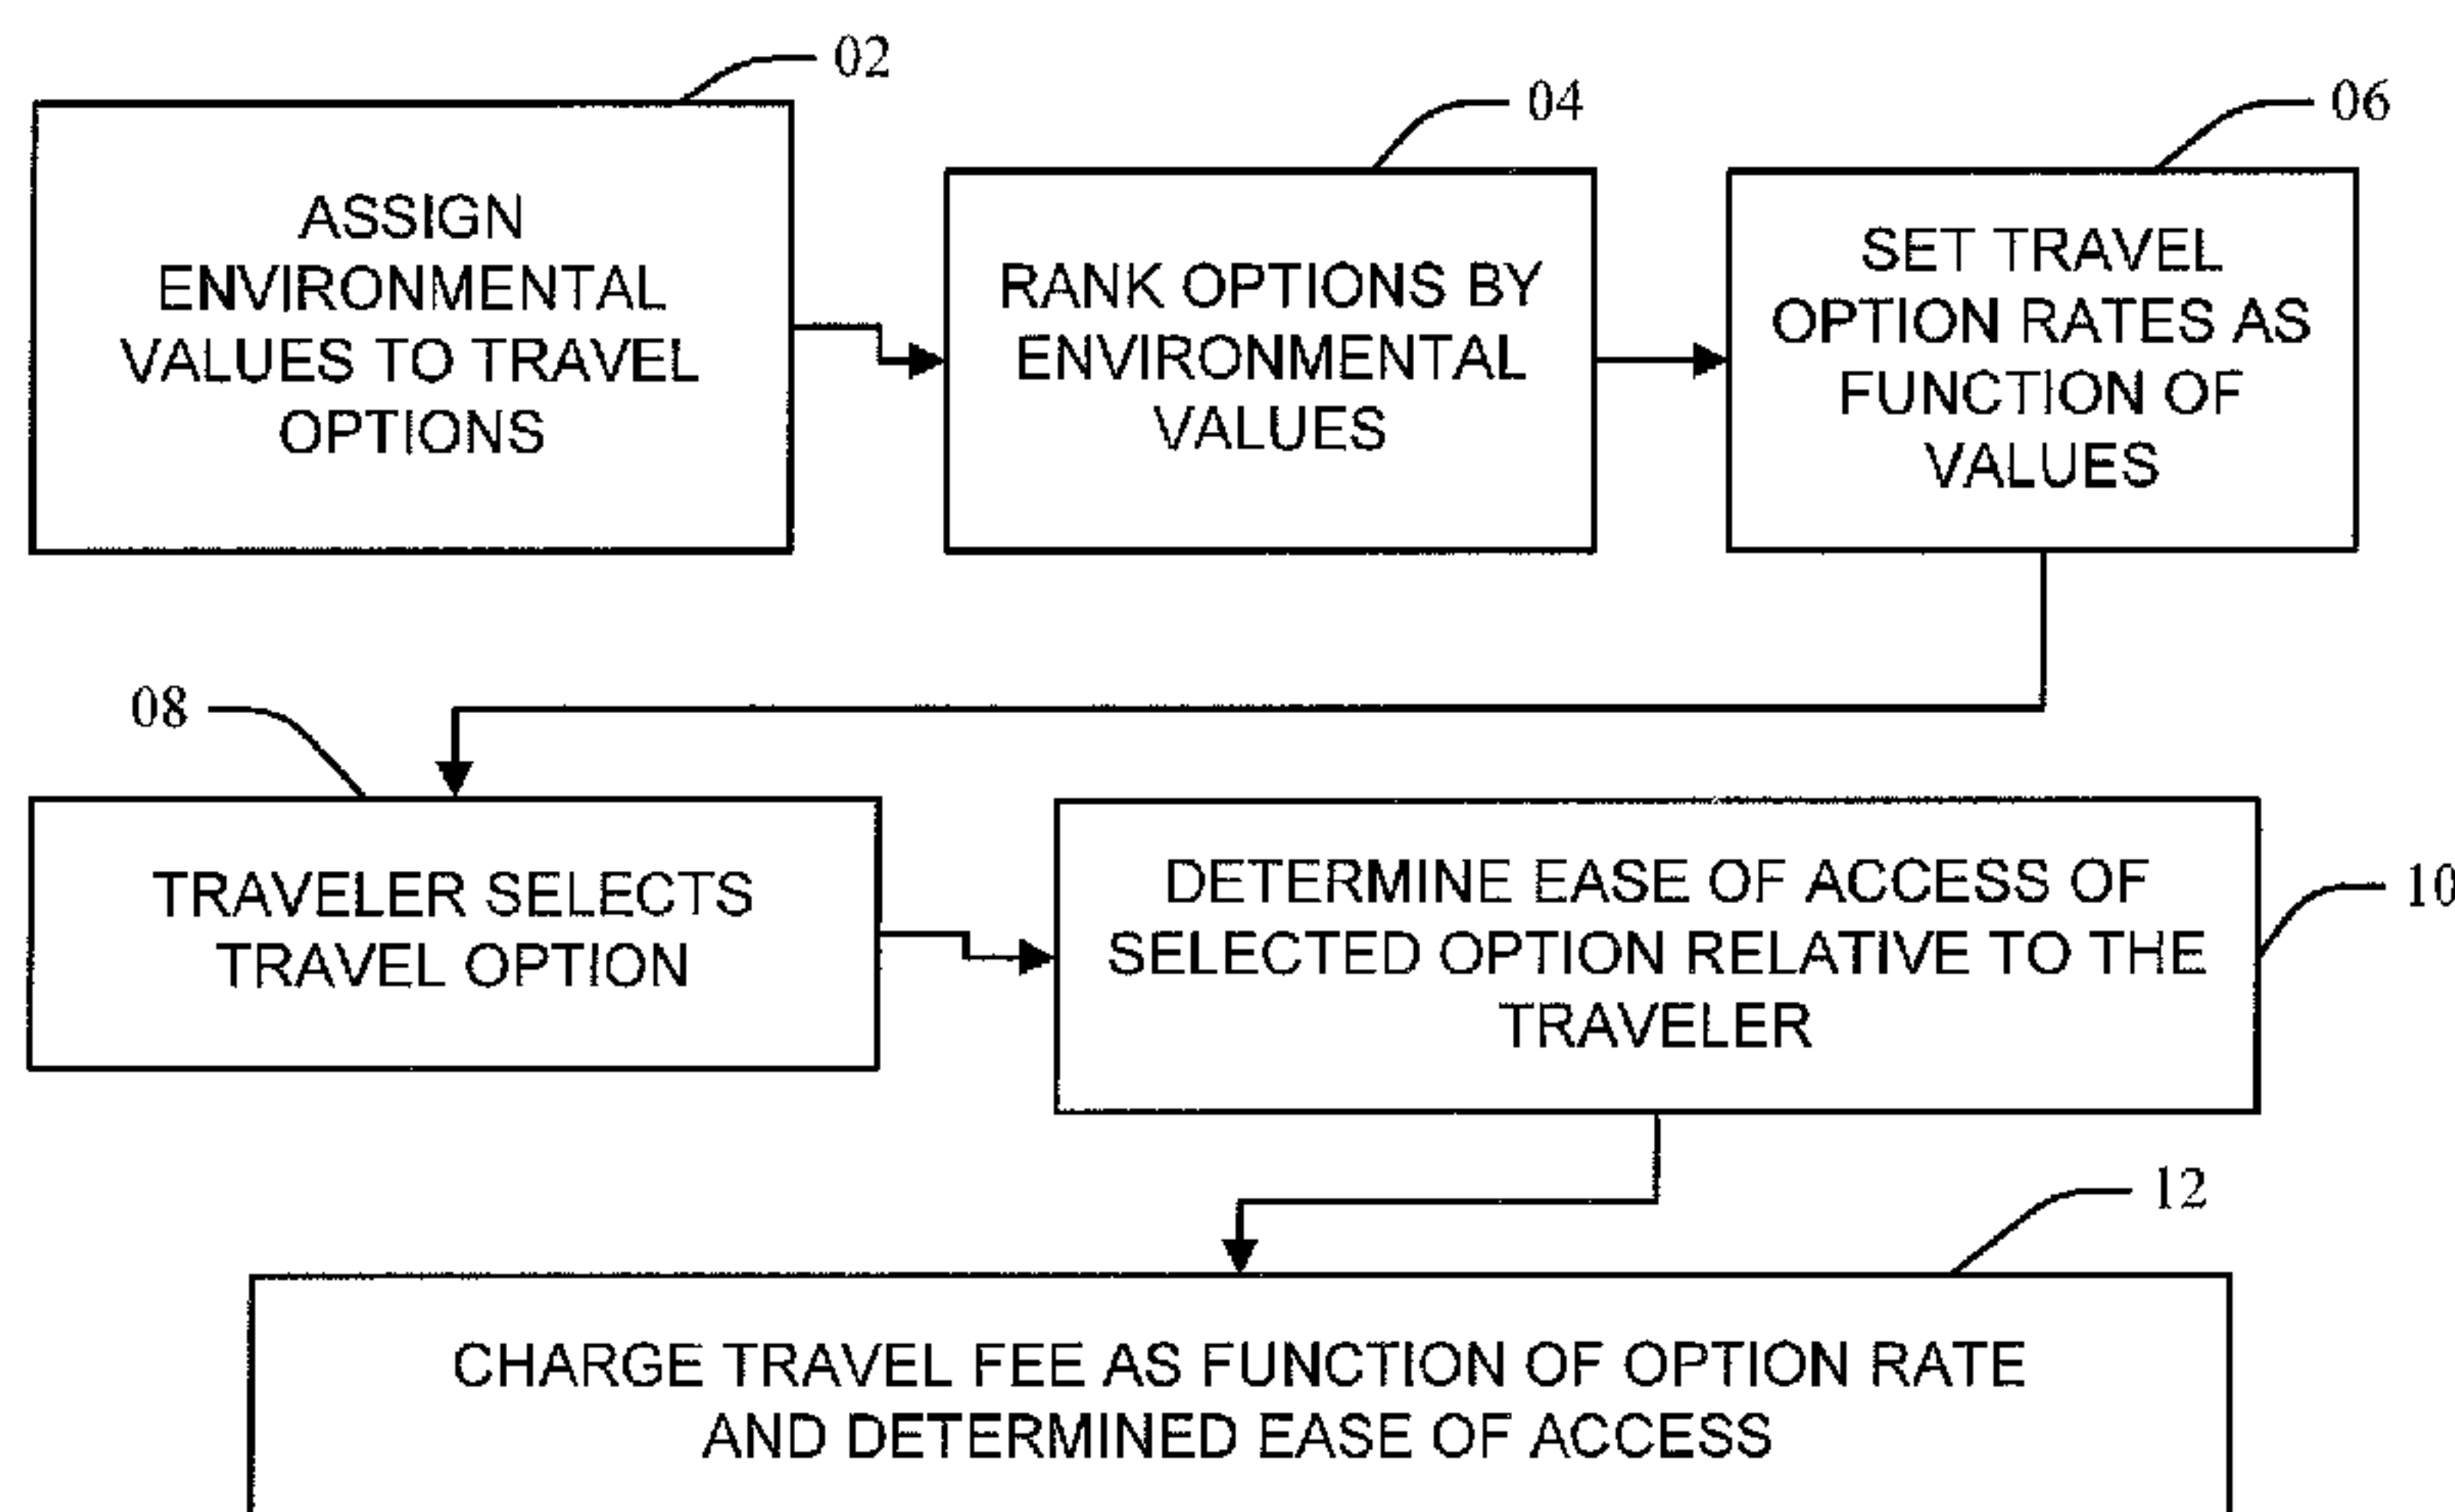 02
04
06
ASSIGN
ENVIRONMENTAL
VALUES TO TRAVEL
OPTIONS
RANK OPTIONS BY
ENVIRONMENTAL
VALUES
SET TRAVEL
OPTION RATES AS
FUNCTION OF
VALUES
08
TRAVELER SELECTS
TRAVEL OPTION
DETERMINE EASE OF ACCESS OF
SELECTED OPTION RELATIVE TO THE
TRAVELER
10
12
CHARGE TRAVEL FEE AS FUNCTION OF OPTION RATE
AND DETERMINED EASE OF ACCESS